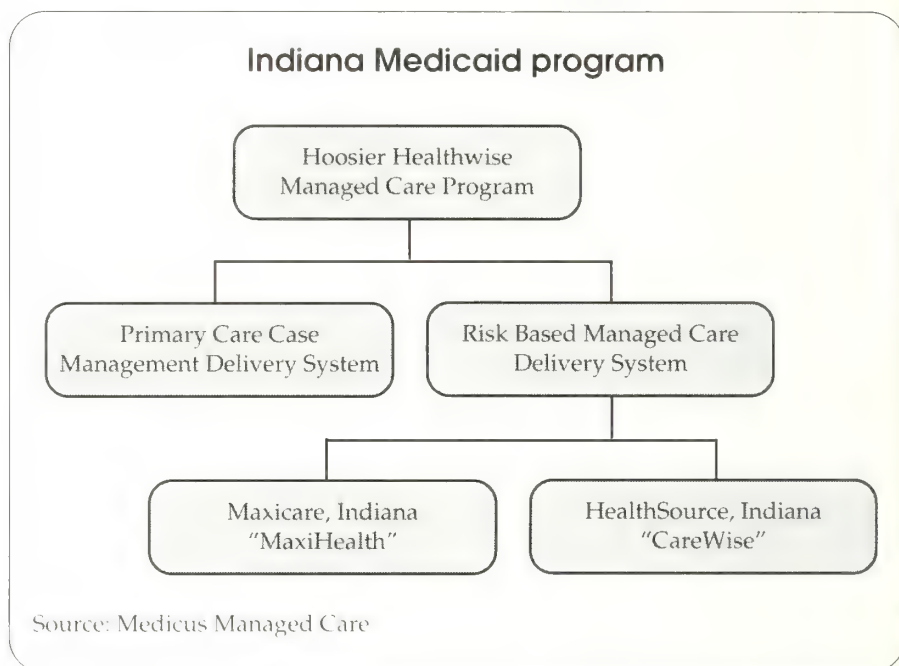 Indiana Medicaid program
Hoosier Healthwise
Managed Care Program
Primary Care Case
Management Delivery System
Risk Based Managed Care
Delivery System
Maxicare, Indiana
"MaxiHealth"
HealthSource, Indiana
"CareWise"
Source: Medicus Managed Care